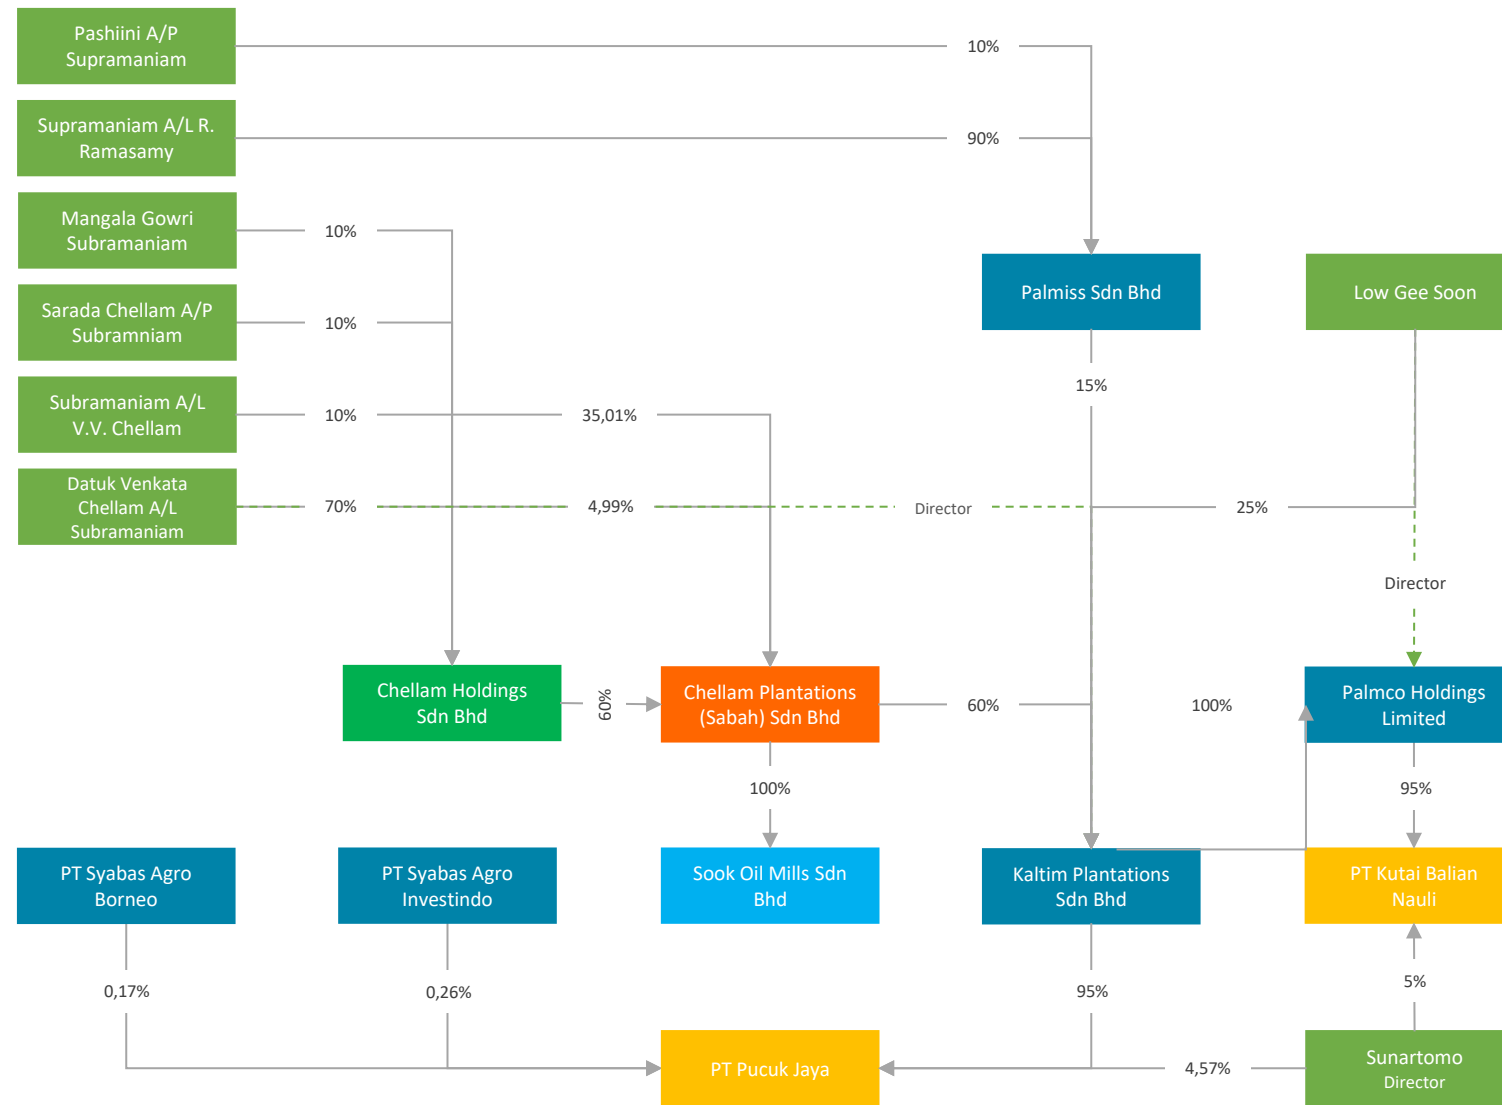 Pashiini A/P
Supramaniam
10%
Supramaniam A/L R.
Ramasamy
90%
Mangala Gowri
Subramaniam
10%
Palmiss Sdn Bhd
Low Gee Soon
Sarada Chellam A/P
Subramniam
10%
15%
Subramaniam A/L
V.V. Chellam
10%
35,01%
Datuk Venkata
Chellam A/L
Subramaniam
70%
4,99%
Director
25%
Director
Chellam Holdings
Sdn Bhd
60%
Chellam Plantations
(Sabah) Sdn Bhd
60%
100%
Palmco Holdings
Limited
100%
95%
PT Syabas Agro
Borneo
PT Syabas Agro
Investindo
Sook Oil Mills Sdn
Bhd
Kaltim Plantations
Sdn Bhd
PT Kutai Balian
Nauli
0,17%
0,26%
95%
5%
PT Pucuk Jaya
4,57%
Sunartomo
Director